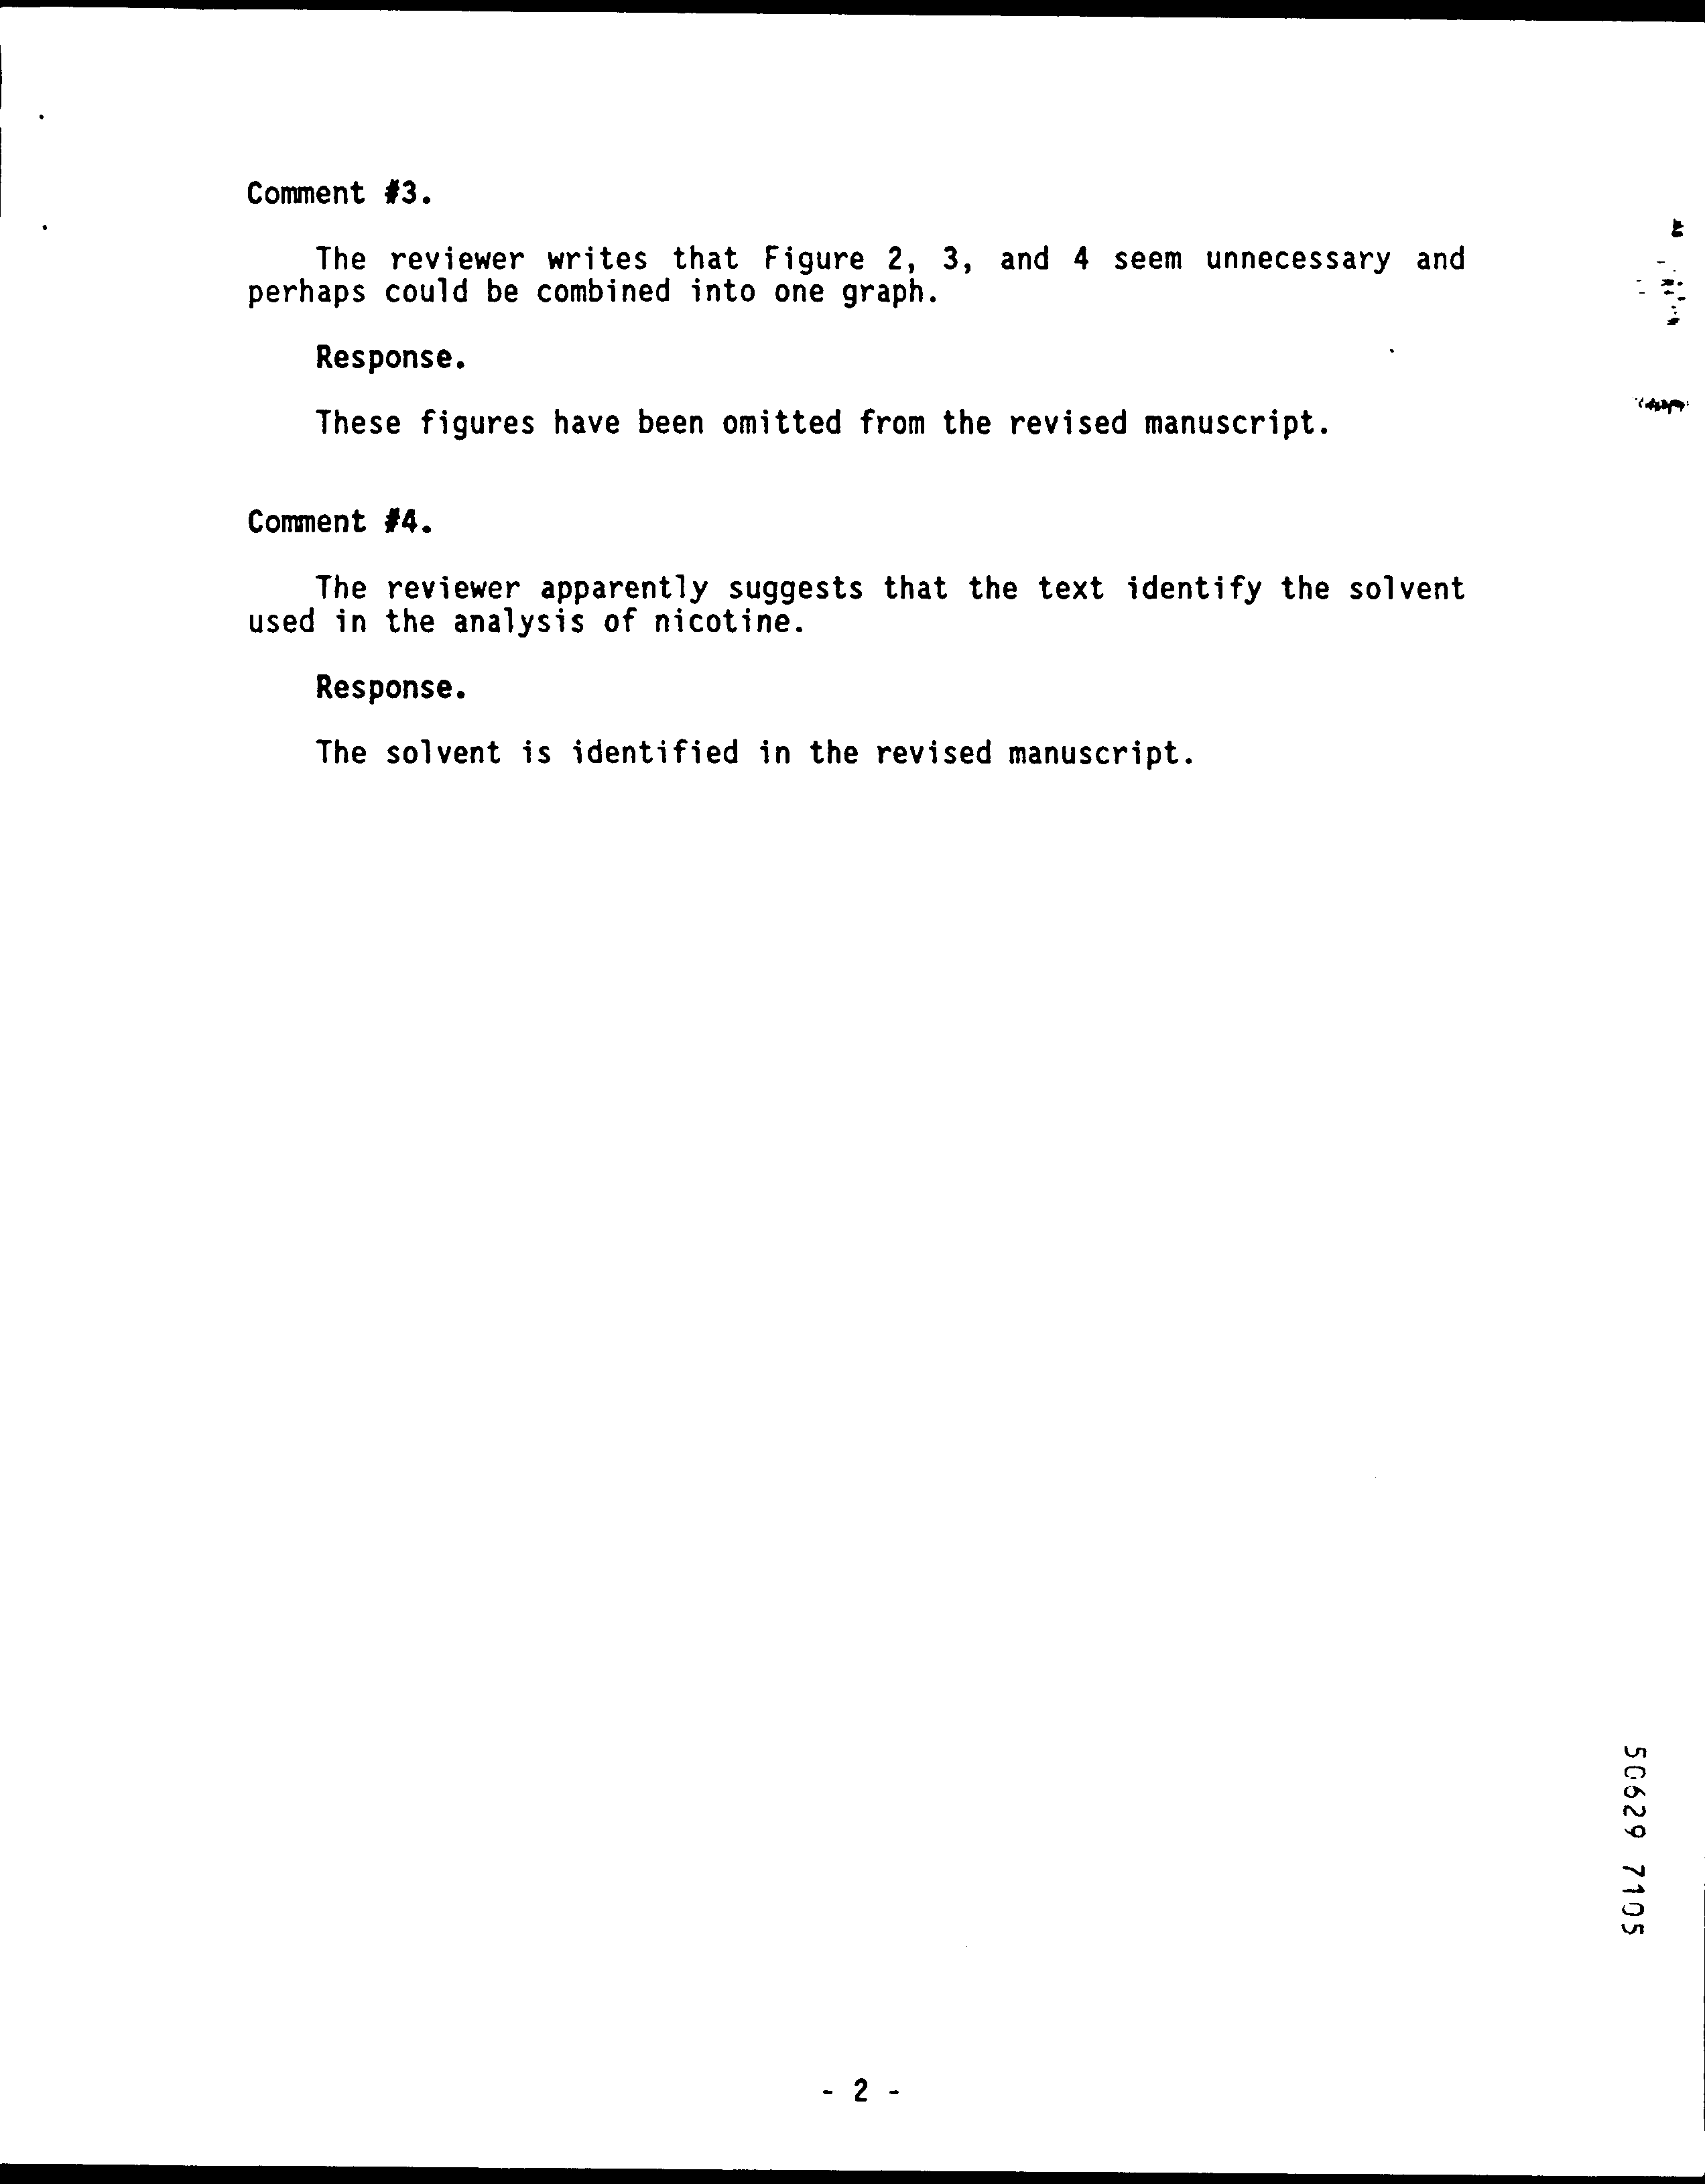 Comment #3.
The reviewer writes that Figure 2, 3, and 4 seem unnecessary and
perhaps could be combined into one graph.
Response.
These figures have been omitted from the revised manuscript.
Comment #4.
The reviewer apparently suggests that the text identify the solvent
used in the analysis of nicotine.
Response.
The solvent is identified in the revised manuscript.
50629 7105
- 2 -